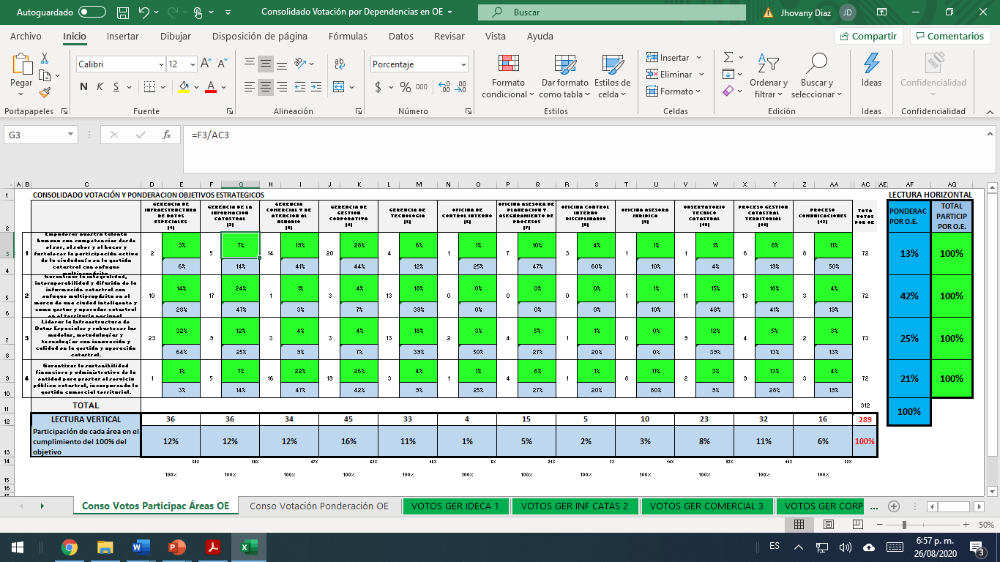 Autoguardado
Consolidado Votación por Dependencias en OE
Buscar
Jhovany Diaz
JD
Archivo Inicio Insertar Dibujar Disposición de página Fórmulas Datos Revisar Vista Ayuda
Compartir
Comentarios
Pegar
Portapapeles
Calibri 12
N K S
Fuente
Alineación
Porcentaje
$ % 000
Número
Formato condicional
Dar formato como tabla
Estilos de celda
Estilos
Insertar
Eliminar
Formato
Celdas
Ordenar y filtrar
Buscar y seleccionar
Edición
Ideas
Ideas
Confidencialidad
Confidencialidad
G3
fx
=F3/AC3
A B C D E F G H I J K L M N O P Q R S T U V W X Y Z AA AC AE AF AG
1 CONSOLIDADO VOTACIÓN Y PONDERACION OBJETIVOS ESTRATEGICOS LECTURA HORIZONTAL
2
GERENCIA DE INFRAESTRUCTURA DE DATOS ESPECIALES [1]
GERENCIA DE LA INFORMACION CATASTRAL [2]
GERENCIA COMERCIAL Y DE ATENCION AL USUARIO [3]
GERENCIA DE GESTION CORPORATIVA [4]
GERENCIA DE TECNOLOGIA [5]
OFICINA DE CONTROL INTERNO [6]
OFICINA ASESORA DE PLANEACION Y ASEGURAMIENTO DE PROCESOS [7]
OFICINA CONTROL INTERNO DISCIPLINARIO [8]
OFICINA ASESORA JURIDICA [9]
OBSERVATORIO TECNICO CATASTRAL [10]
PROCESO GESTION CATASTRAL TERRITORIAL [11]
PROCESO COMUNICACIONES [12]
TOTA VOTOS POR OE
PONDERAC POR O.E.
TOTAL PARTICIP POR O.E.
3
1 Empoderar nuestro talento humano con competencias desde el ser, el saber y el hacer y fortalecer la participación activa de la ciudadanía en la gestión catastral con enfoque
2 3% 5 7% 14 19% 20 28% 4 6% 1 1% 7 10% 3 4% 1 1% 1 1% 6 8% 8 11% 72 13% 100%
6% 14% 41% 44% 12% 25% 47% 60% 10% 4% 19% 50%
5
2 Garantizar la integralidad, interoperabilidad y difusión de la información catastral con enfoque multipropósito en el marco de una ciudad inteligente y como gestor y operador catastral en el territorio nacional
10 14% 17 24% 1 1% 3 4% 13 18% 0 0% 0 0% 0 0% 1 1% 11 15% 13 18% 3 4% 72 42% 100%
6 28% 47% 3% 7% 39% 0% 0% 0% 10% 48% 41% 19%
7
3 Liderar la Infraestructura de Datos Especiales y robustecer los modelos, metodologías y tecnologías con innovación y calidad en la gestión y operación catastral.
23 32% 9 12% 3 4% 3 4% 13 18% 2 3% 4 5% 1 1% 0 0% 9 12% 4 5% 2 3% 73 25% 100%
8 64% 25% 9% 7% 39% 50% 27% 20% 0% 39% 13% 13%
9
4 Garantizar la sostenibilidad financiera y administrativa de la entidad para prestar el servicio público catastral, incorporando la gestión comercial territorial.
1 1% 5 7% 16 22% 19 26% 3 4% 1 1% 4 6% 1 1% 8 11% 2 3% 9 13% 3 4% 72 21% 100%
10 3% 14% 47% 42% 9% 25% 27% 20% 80% 9% 28% 19%
11 TOTAL 312 100%
12 LECTURA VERTICAL 36 36 34 45 33 4 15 5 10 23 32 16 289
13 Participación de cada área en el cumplimiento del 100% del objetivo 12% 12% 12% 16% 11% 1% 5% 2% 3% 8% 11% 6% 100%
14
15 100% 100% 100% 100% 100% 100% 100% 100% 100% 100% 100% 100%
16
Conso Votos Participac Áreas OE
Conso Votación Ponderación OE
VOTOS GER IDECA 1
VOTOS GER INF CATAS 2
VOTOS GER COMERCIAL 3
VOTOS GER CORP
...
50%
ES
6:57 p. m.
26/08/2020
3